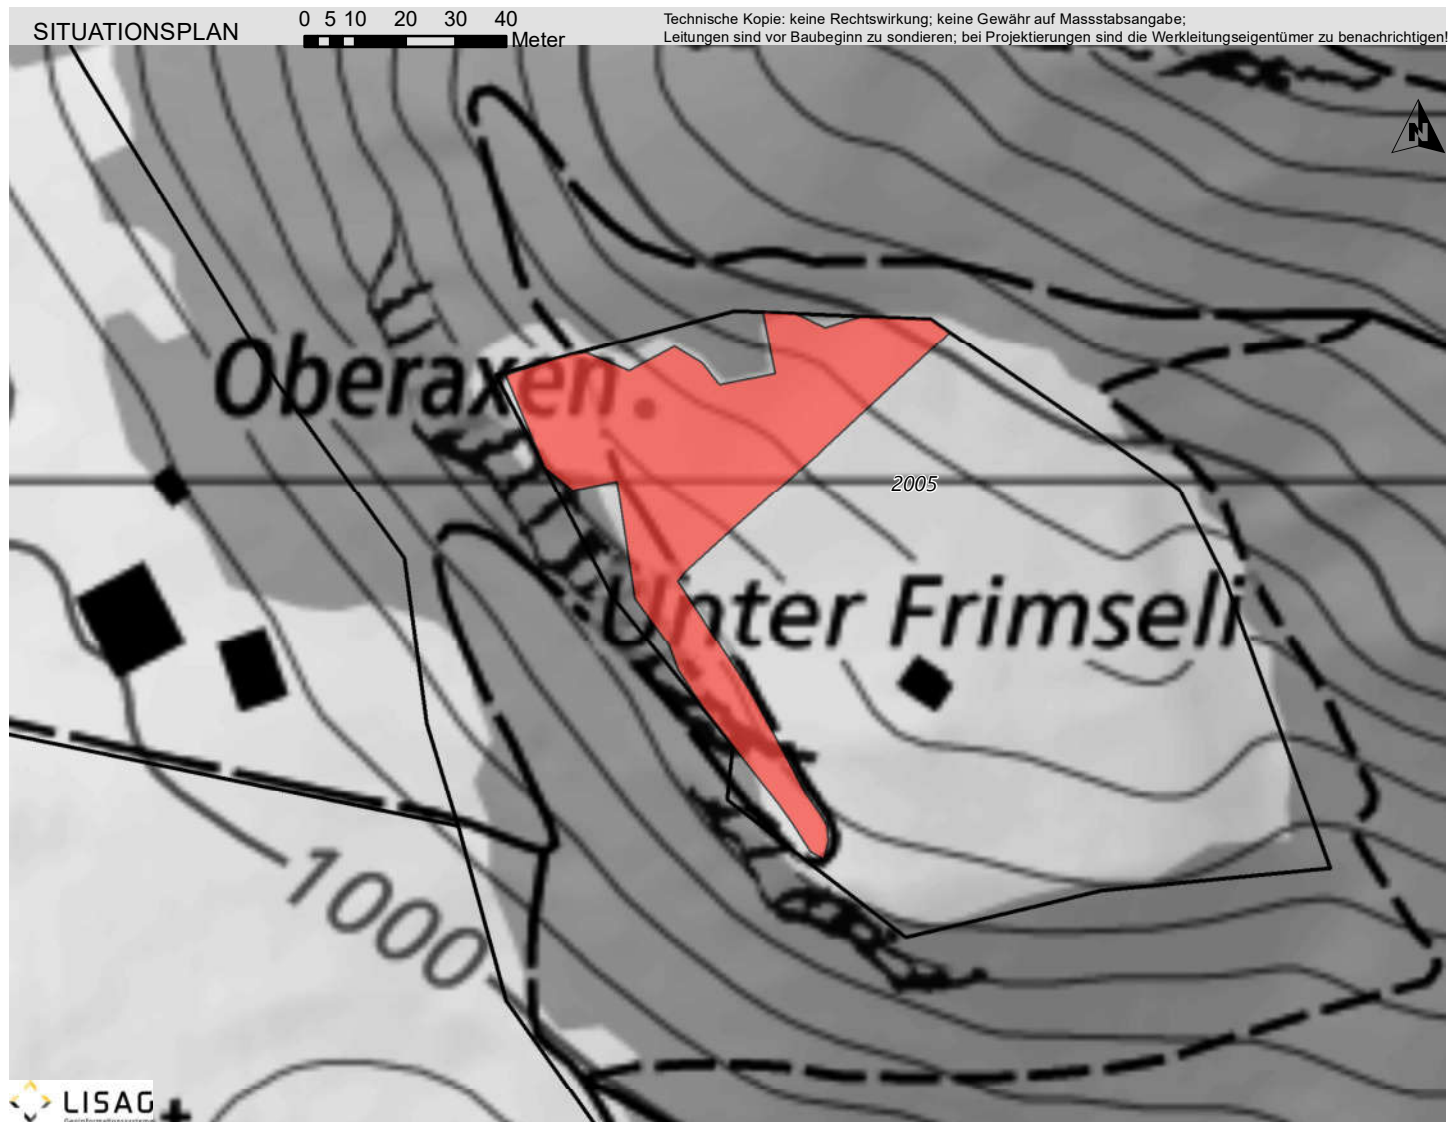 SITUATIONSPLAN
0 5 10 20 30 40
Meter
Technische Kopie: keine Rechtswirkung; keine Gewähr auf Massstabsangabe;
Leitungen sind vor Baubeginn zu sondieren; bei Projektierungen sind die Werkleitungseigentümer zu benachrichtigen!
N
Oberaxen
2005
Unter Frimseli
1000
LISAG